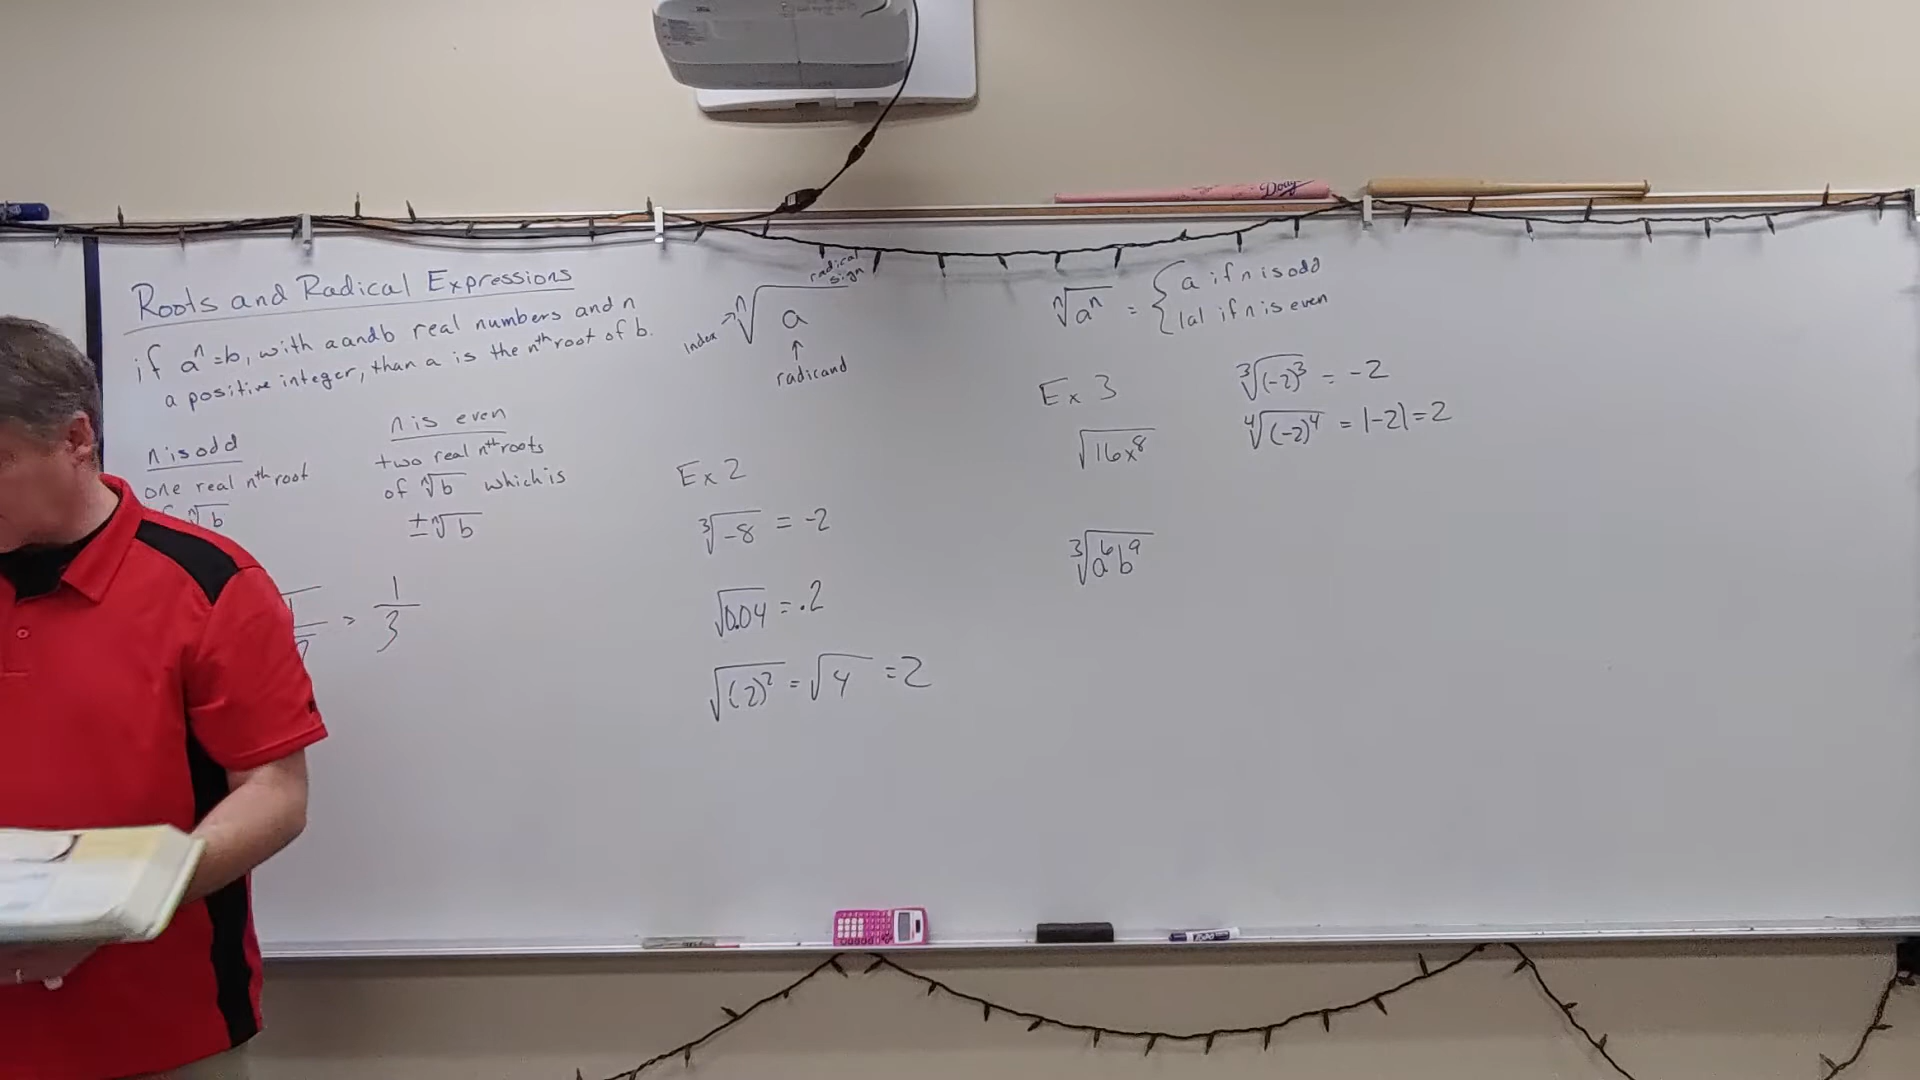 Doug
Roots and Radical Expressions
if aⁿ=b, with a and b real numbers and n
a positive integer, than a is the nᵗʰ root of b.
n is odd
one real nᵗʰ root
ⁿ√b
n is even
two real nᵗʰ roots
of ⁿ√b which is
±ⁿ√b
= 1/3
radical
sign
ⁿ√a
index →
↑
radicand
Ex 2
³√-8 = -2
√0.04 = .2
√(2)² = √4 = 2
ⁿ√aⁿ = { a if n is odd
|a| if n is even
Ex 3
√16x⁸
³√a⁶b⁹
³√(-2)³ = -2
⁴√(-2)⁴ = |-2| = 2
EXPO